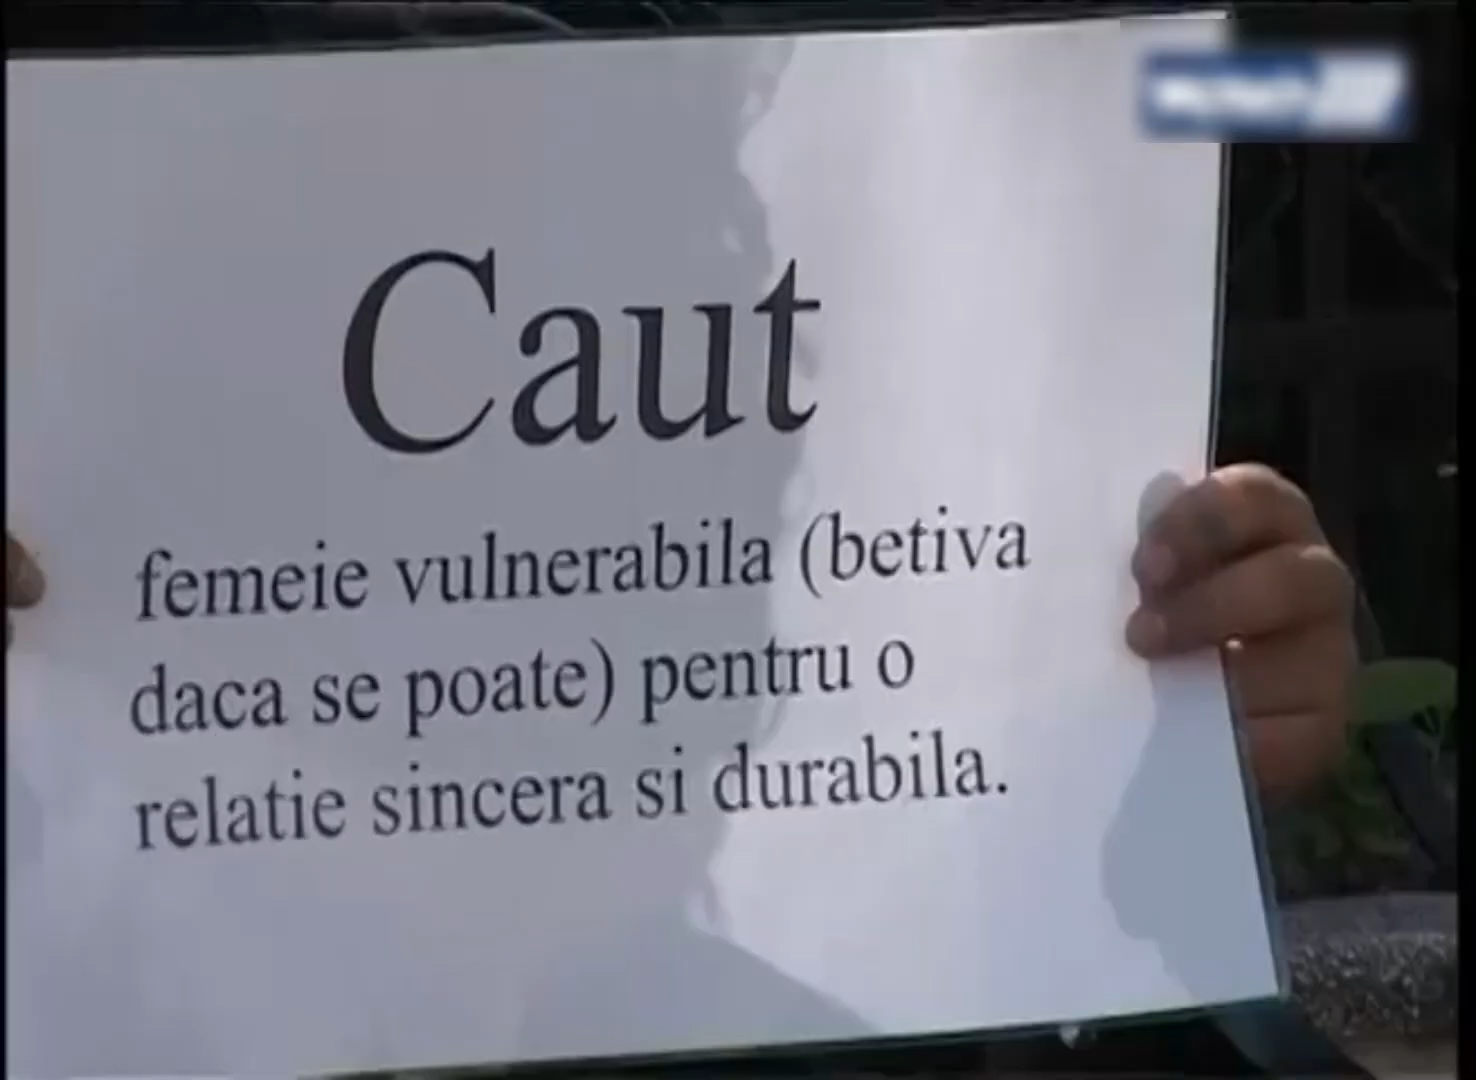 Caut
femeie vulnerabila (betiva
daca se poate) pentru o
relatie sincera si durabila.